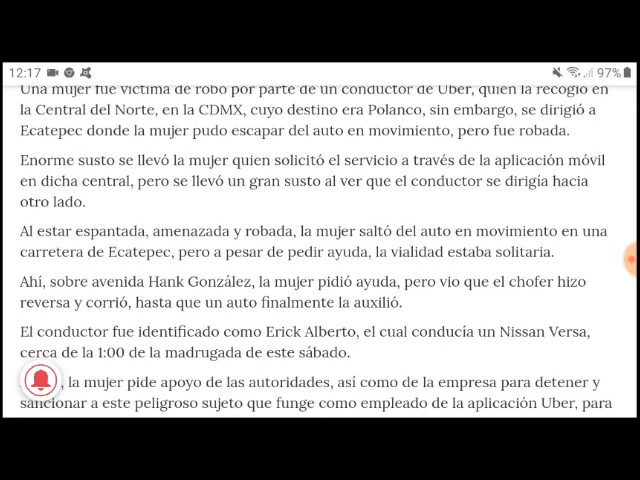 12:17
97%
Una mujer fue víctima de robo por parte de un conductor de Uber, quien la recogió en
la Central del Norte, en la CDMX, cuyo destino era Polanco, sin embargo, se dirigió a
Ecatepec donde la mujer pudo escapar del auto en movimiento, pero fue robada.
Enorme susto se llevó la mujer quien solicitó el servicio a través de la aplicación móvil
en dicha central, pero se llevó un gran susto al ver que el conductor se dirigía hacia
otro lado.
Al estar espantada, amenazada y robada, la mujer saltó del auto en movimiento en una
carretera de Ecatepec, pero a pesar de pedir ayuda, la vialidad estaba solitaria.
Ahí, sobre avenida Hank González, la mujer pidió ayuda, pero vio que el chofer hizo
reversa y corrió, hasta que un auto finalmente la auxilió.
El conductor fue identificado como Erick Alberto, el cual conducía un Nissan Versa,
cerca de la 1:00 de la madrugada de este sábado.
la mujer pide apoyo de las autoridades, así como de la empresa para detener y
sancionar a este peligroso sujeto que funge como empleado de la aplicación Uber, para